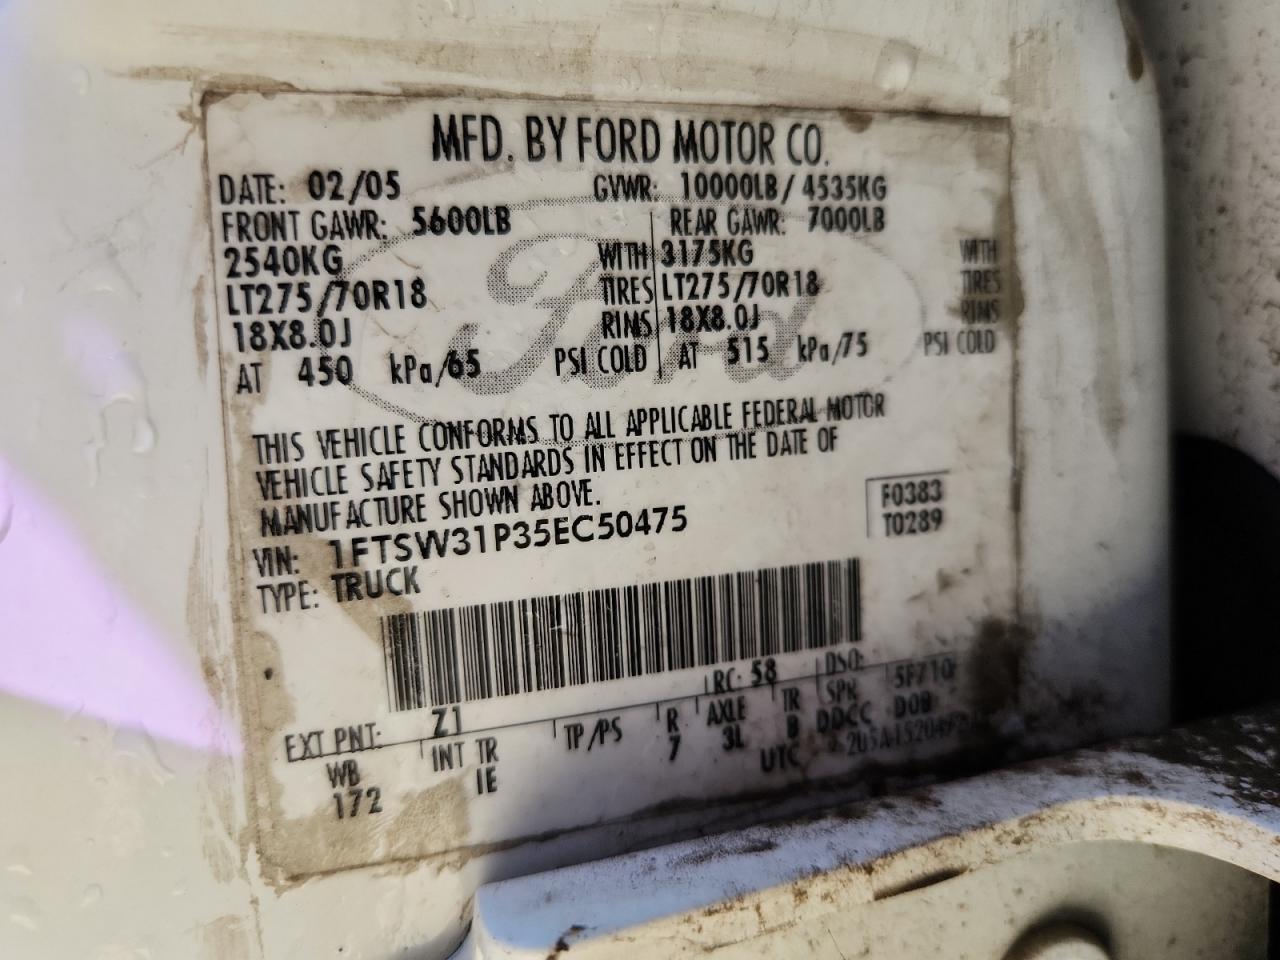 MFD. BY FORD MOTOR CO.
DATE: 02/05 GVWR: 10000LB / 4535KG
FRONT GAWR: 5600LB REAR GAWR: 7000LB
2540KG WITH 3175KG WITH
LT275/70R18 TIRES LT275/70R18 TIRES
18X8.0J RIMS 18X8.0J RIMS
AT 450 kPa/65 PSI COLD AT 515 kPa/75 PSI COLD
Ford
THIS VEHICLE CONFORMS TO ALL APPLICABLE FEDERAL MOTOR
VEHICLE SAFETY STANDARDS IN EFFECT ON THE DATE OF
MANUFACTURE SHOWN ABOVE.
F0383
T0289
VIN: 1FTSW31P35EC50475
TYPE: TRUCK
EXT PNT: Z1 RC: 58 DSO:
WB INT TR TP/PS R AXLE TR SPR 5F710
172 IE 7 3L B DDCC D0B
UTC